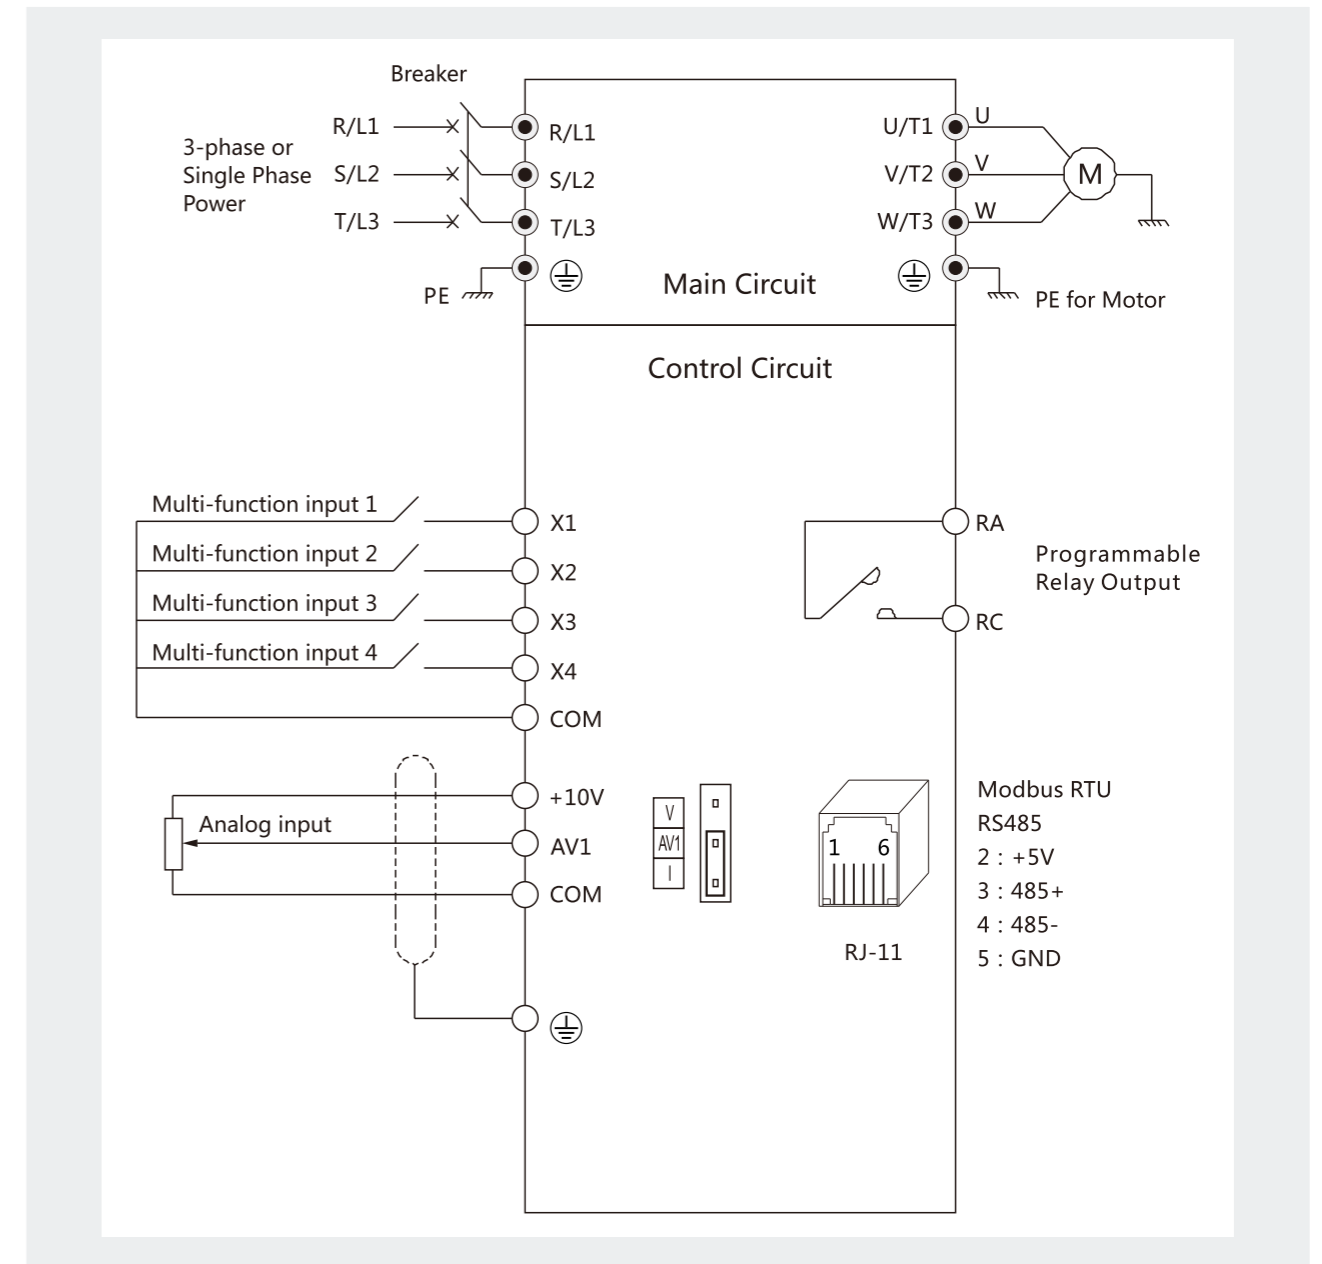 Breaker
3-phase or
Single Phase
Power
R/L1
S/L2
T/L3
PE
R/L1
S/L2
T/L3
U/T1
V/T2
W/T3
U
V
W
M
PE for Motor
Main Circuit
Control Circuit
Multi-function input 1
Multi-function input 2
Multi-function input 3
Multi-function input 4
X1
X2
X3
X4
COM
RA
RC
Programmable
Relay Output
Analog input
+10V
AV1
COM
V
AV1
I
1 6
RJ-11
Modbus RTU
RS485
2 : +5V
3 : 485+
4 : 485-
5 : GND